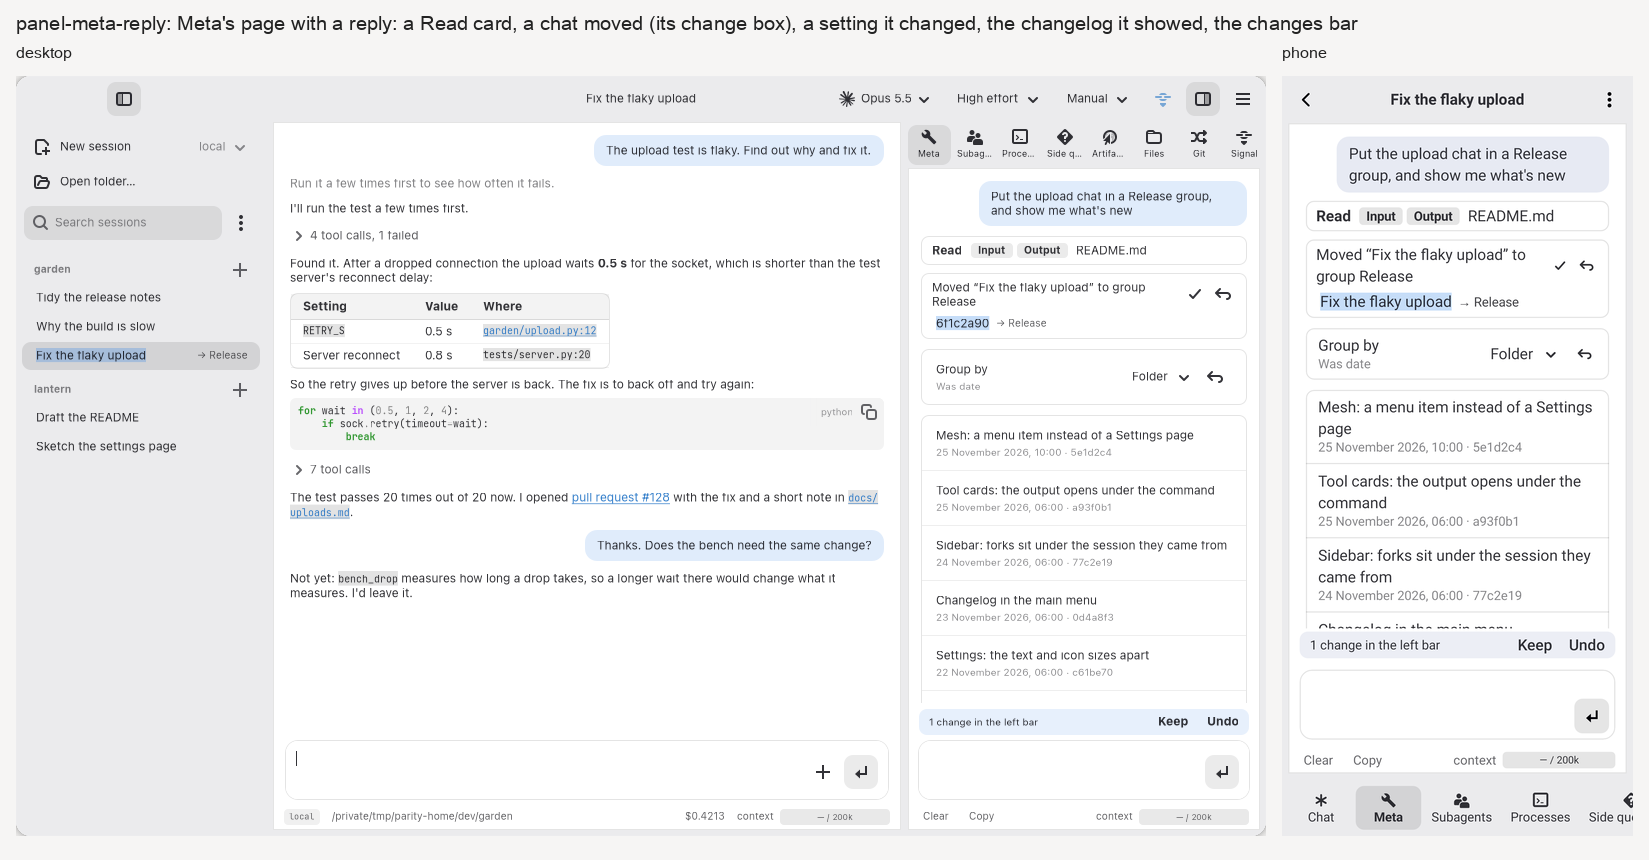 panel-meta-reply: Meta's page with a reply: a Read card, a chat moved (its change box), a setting it changed, the changelog it showed, the changes bar
desktop
Fix the flaky upload
Opus 5.5
High effort
Manual
New session
local
Open folder...
Search sessions
garden
Tidy the release notes
Why the build is slow
Fix the flaky upload → Release
lantern
Draft the README
Sketch the settings page
The upload test is flaky. Find out why and fix it.
Run it a few times first to see how often it fails.
I'll run the test a few times first.
4 tool calls, 1 failed
Found it. After a dropped connection the upload waits 0.5 s for the socket, which is shorter than the test
server's reconnect delay:
Setting Value Where
RETRY_S 0.5 s garden/upload.py:12
Server reconnect 0.8 s tests/server.py:20
So the retry gives up before the server is back. The fix is to back off and try again:
for wait in (0.5, 1, 2, 4):
if sock.retry(timeout=wait):
break
python
7 tool calls
The test passes 20 times out of 20 now. I opened pull request #128 with the fix and a short note in docs/
uploads.md.
Thanks. Does the bench need the same change?
Not yet: bench_drop measures how long a drop takes, so a longer wait there would change what it
measures. I'd leave it.
local /private/tmp/parity-home/dev/garden $0.4213 context – / 200k
Meta Subag... Proce... Side q... Artifa... Files Git Signal
Put the upload chat in a Release group,
and show me what's new
Read Input Output README.md
Moved “Fix the flaky upload” to group
Release
6f1c2a90 → Release
Group by
Was date
Folder
Mesh: a menu item instead of a Settings page
25 November 2026, 10:00 · 5e1d2c4
Tool cards: the output opens under the command
25 November 2026, 06:00 · a93f0b1
Sidebar: forks sit under the session they came from
24 November 2026, 06:00 · 77c2e19
Changelog in the main menu
23 November 2026, 06:00 · 0d4a8f3
Settings: the text and icon sizes apart
22 November 2026, 06:00 · c61be70
1 change in the left bar Keep Undo
Clear Copy context – / 200k
phone
Fix the flaky upload
Put the upload chat in a Release
group, and show me what's new
Read Input Output README.md
Moved “Fix the flaky upload” to
group Release
Fix the flaky upload → Release
Group by
Was date
Folder
Mesh: a menu item instead of a Settings
page
25 November 2026, 10:00 · 5e1d2c4
Tool cards: the output opens under the
command
25 November 2026, 06:00 · a93f0b1
Sidebar: forks sit under the session they
came from
24 November 2026, 06:00 · 77c2e19
Changelog in the main menu
1 change in the left bar Keep Undo
Clear Copy context – / 200k
Chat Meta Subagents Processes Side qu